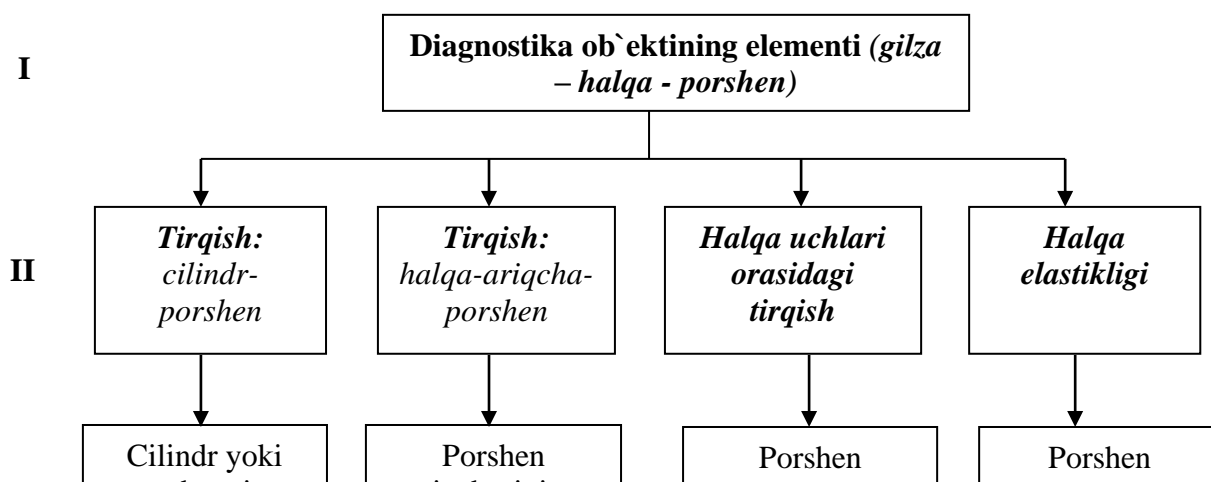 I
Diagnostika ob`ektining elementi (gilza
– halqa - porshen)
II
Tirqish:
cilindr-
porshen
Tirqish:
halqa-ariqcha-
porshen
Halqa uchlari
orasidagi
tirqish
Halqa
elastikligi
Cilindr yoki
Porshen
Porshen
Porshen